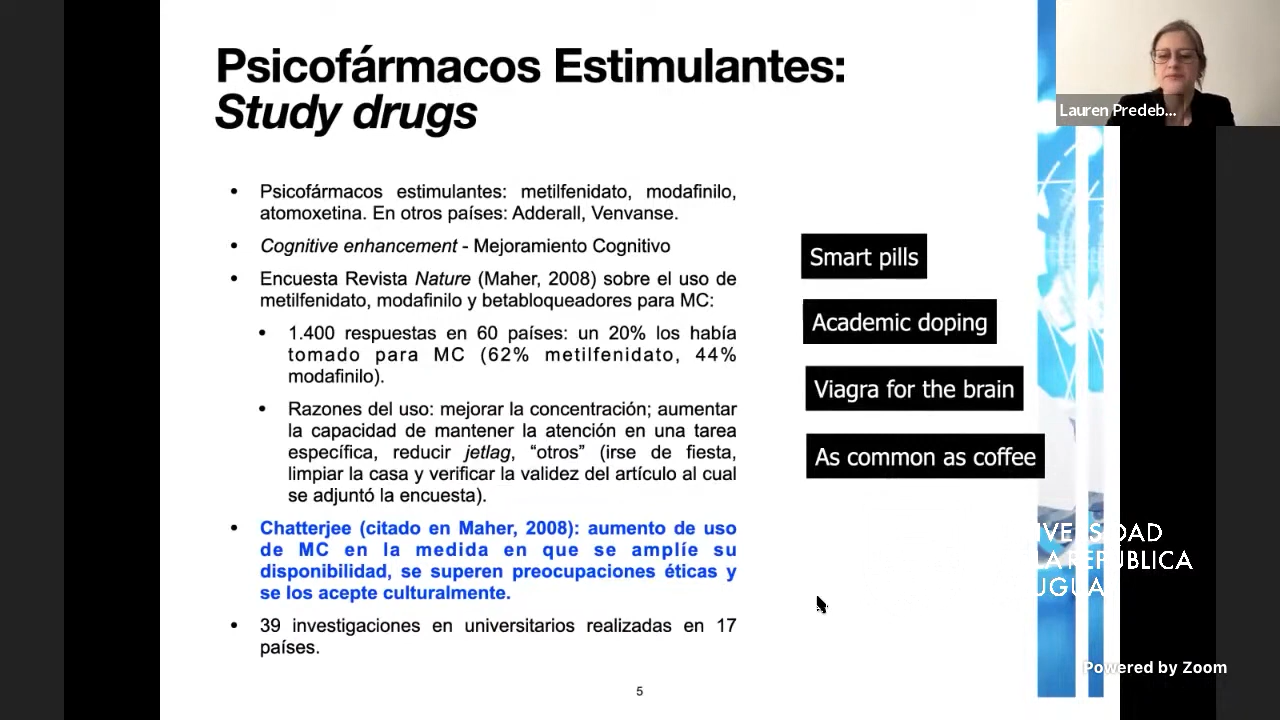 Psicofármacos Estimulantes:
Study drugs
Lauren Predeb...
• Psicofármacos estimulantes: metilfenidato, modafinilo,
atomoxetina. En otros países: Adderall, Venvanse.
• Cognitive enhancement - Mejoramiento Cognitivo
• Encuesta Revista Nature (Maher, 2008) sobre el uso de
metilfenidato, modafinilo y betabloqueadores para MC:
• 1.400 respuestas en 60 países: un 20% los había
tomado para MC (62% metilfenidato, 44%
modafinilo).
• Razones del uso: mejorar la concentración; aumentar
la capacidad de mantener la atención en una tarea
específica, reducir jetlag, “otros” (irse de fiesta,
limpiar la casa y verificar la validez del artículo al cual
se adjuntó la encuesta).
• Chatterjee (citado en Maher, 2008): aumento de uso
de MC en la medida en que se amplíe su
disponibilidad, se superen preocupaciones éticas y
se los acepte culturalmente.
• 39 investigaciones en universitarios realizadas en 17
países.
Smart pills
Academic doping
Viagra for the brain
As common as coffee
IVERSIDAD
LA REPÚBLICA
UGUA
Powered by Zoom
5